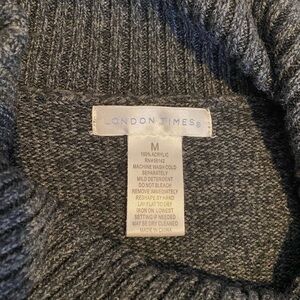 LONDON TIMES®
M
100% ACRYLIC
MACHINE WASH COLD
SEPARATELY
MILD DETERGENT
DO NOT BLEACH
REMOVE IMMEDIATELY
RESHAPE BY HAND
LAY FLAT TO DRY
IRON ON LOWEST
SETTING IF NEEDED
MAY BE DRY CLEANED
MADE IN CHINA